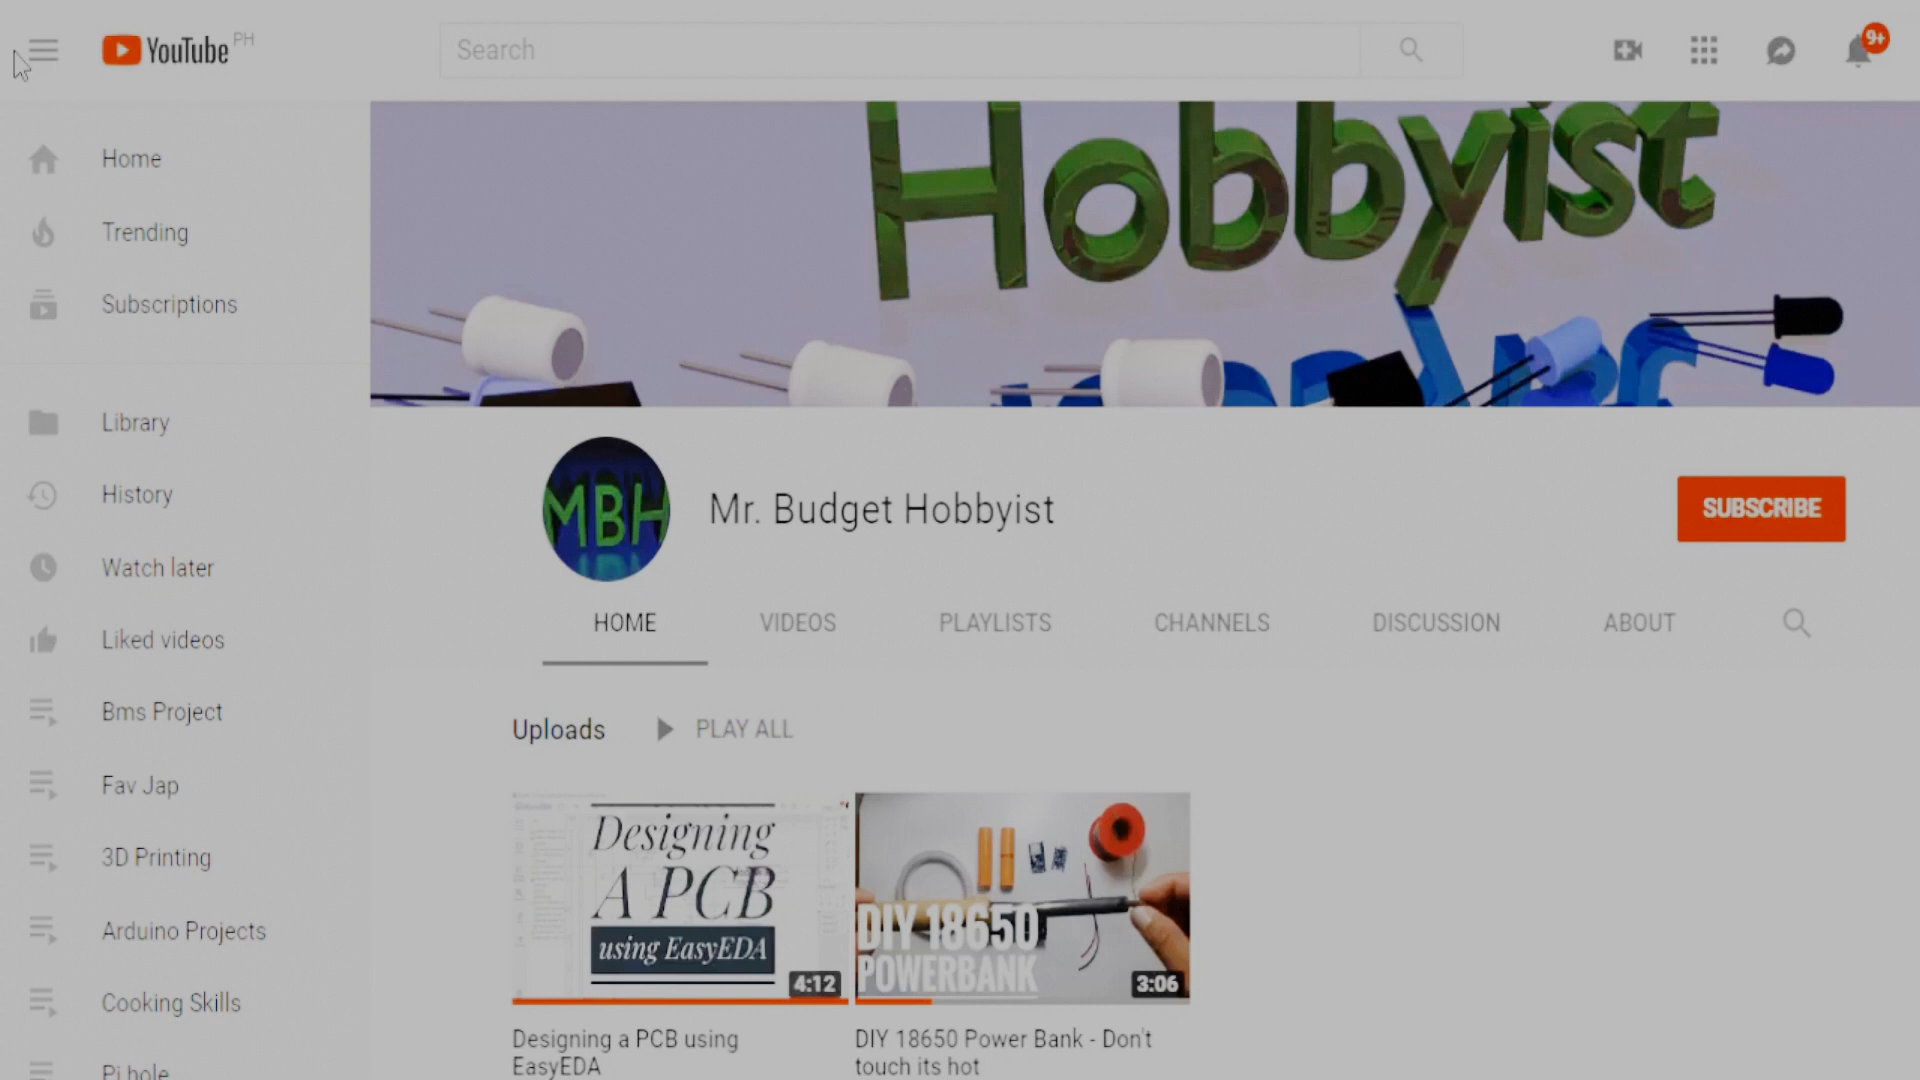 YouTube PH
Search
9+
Home
Trending
Subscriptions
Library
History
Watch later
Liked videos
Bms Project
Fav Jap
3D Printing
Arduino Projects
Cooking Skills
Pi hole
Hobbyist
MBH
Mr. Budget Hobbyist
SUBSCRIBE
HOME VIDEOS PLAYLISTS CHANNELS DISCUSSION ABOUT
Uploads PLAY ALL
Designing
A PCB
using EasyEDA
4:12
DIY 18650
POWERBANK
3:06
Designing a PCB using
EasyEDA
DIY 18650 Power Bank - Don't
touch its hot